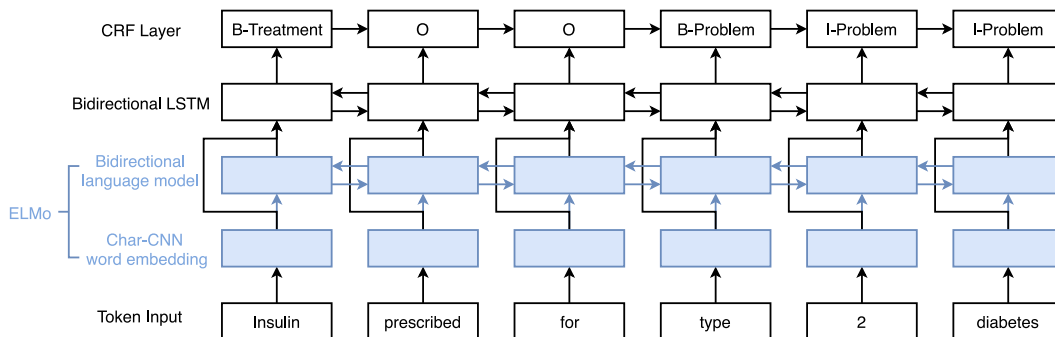 CRF Layer
B-Treatment
O
O
B-Problem
I-Problem
I-Problem
Bidirectional LSTM
ELMo
Bidirectional
language model
Char-CNN
word embedding
Token Input
Insulin
prescribed
for
type
2
diabetes